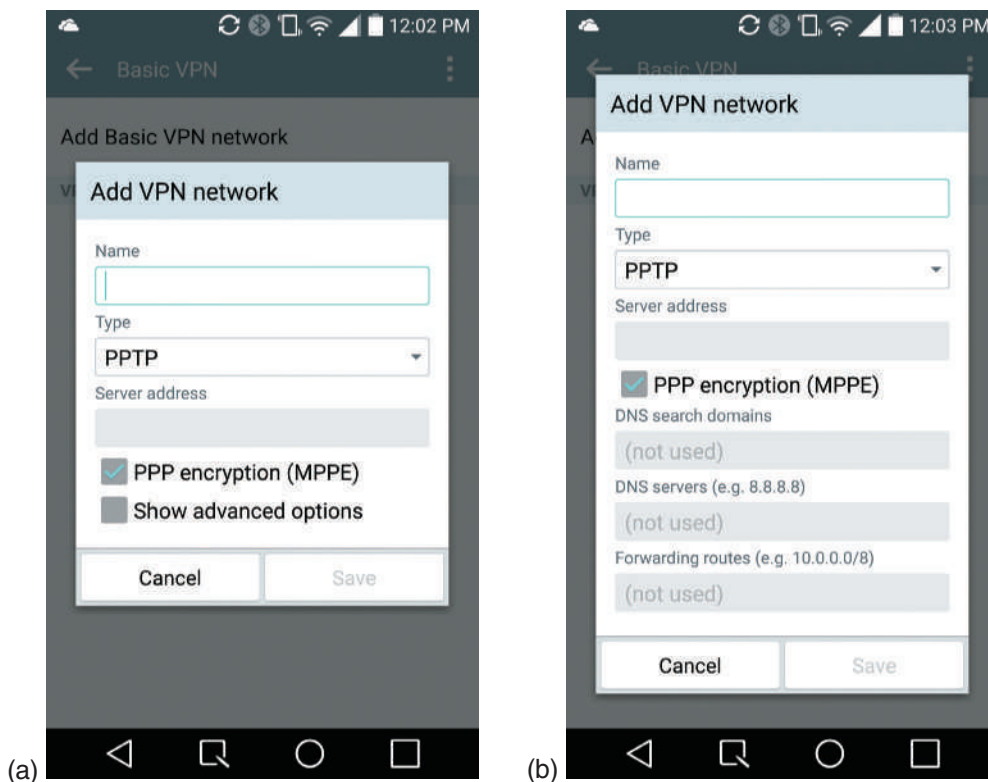 12:02 PM
Basic VPN
Add Basic VPN network
Add VPN network
Name
Type
PPTP
Server address
PPP encryption (MPPE)
Show advanced options
Cancel Save
(a)
12:03 PM
Basic VPN
Add VPN network
Name
Type
PPTP
Server address
PPP encryption (MPPE)
DNS search domains
(not used)
DNS servers (e.g. 8.8.8.8)
(not used)
Forwarding routes (e.g. 10.0.0.0/8)
(not used)
Cancel Save
(b)